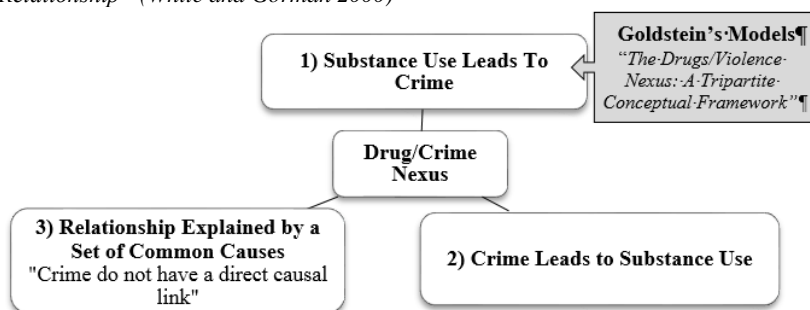 Relationship" (White and Gorman 2000)
Goldstein's·Models¶
"The·Drugs/Violence·
Nexus:·A·Tripartite·
Conceptual·Framework"¶
1) Substance Use Leads To
Crime
Drug/Crime
Nexus
3) Relationship Explained by a
Set of Common Causes
"Crime do not have a direct causal
link"
2) Crime Leads to Substance Use